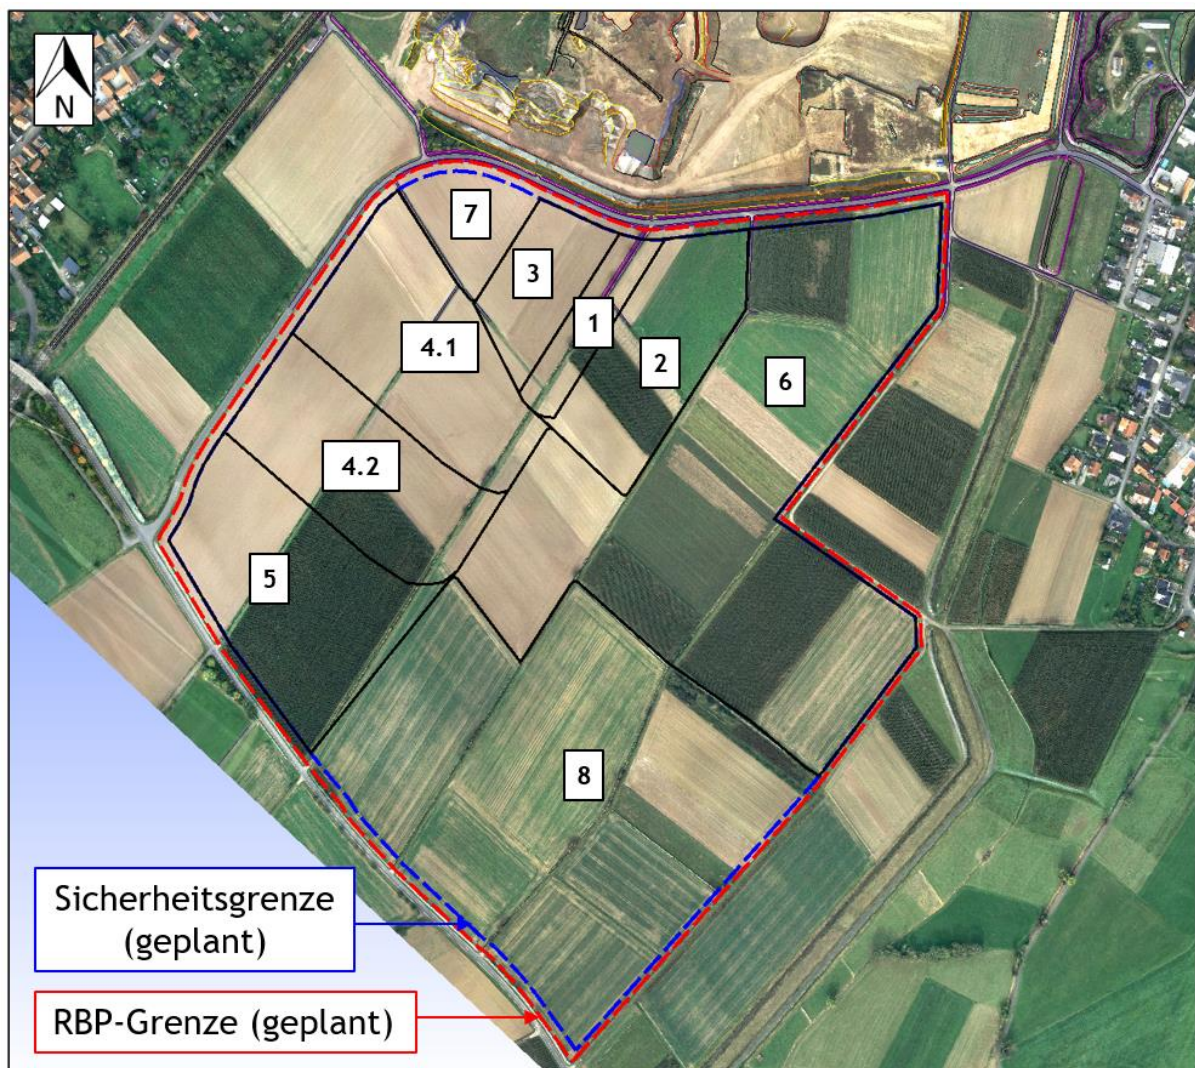 N
7
3
1
4.1
2
6
4.2
5
8
Sicherheitsgrenze
(geplant)
RBP-Grenze (geplant)